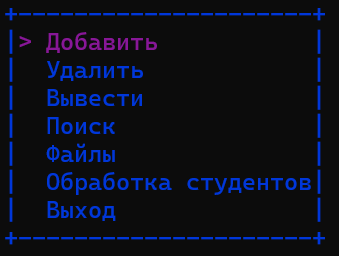 > Добавить
Удалить
Вывести
Поиск
Файлы
Обработка студентов
Выход